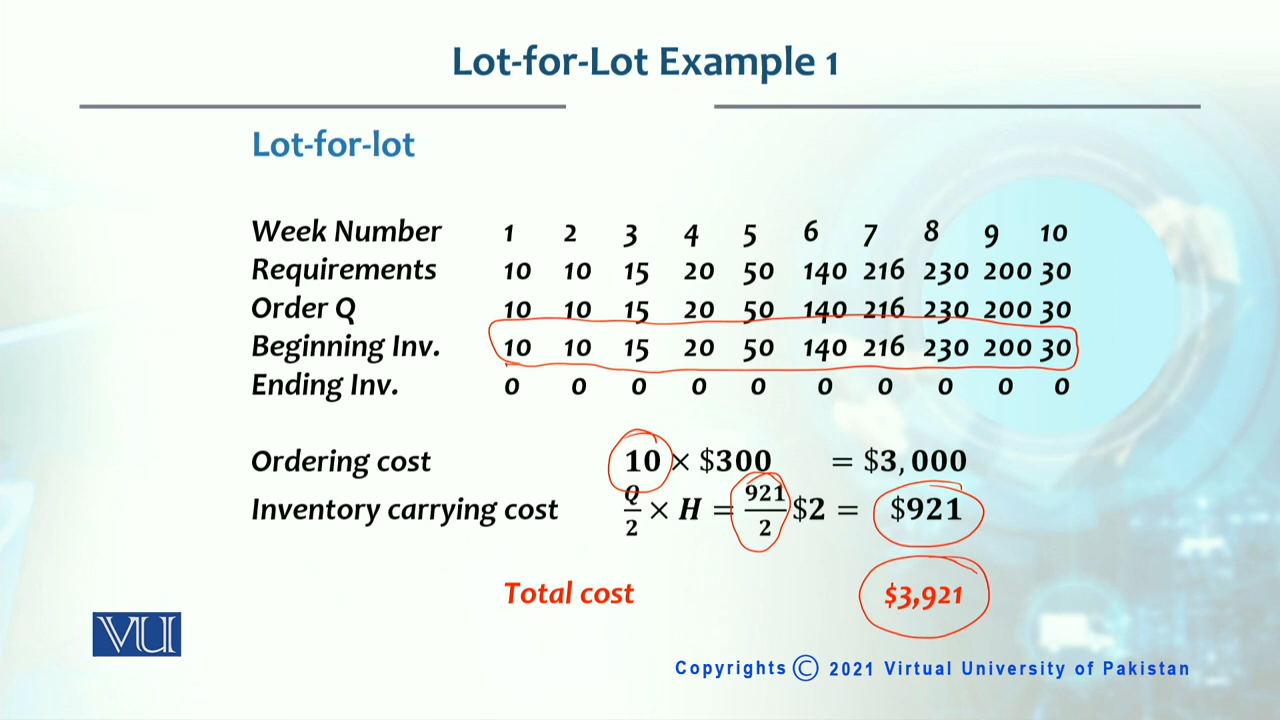 Lot-for-Lot Example 1
Lot-for-lot
Week Number 1 2 3 4 5 6 7 8 9 10
Requirements 10 10 15 20 50 140 216 230 200 30
Order Q 10 10 15 20 50 140 216 230 200 30
Beginning Inv. 10 10 15 20 50 140 216 230 200 30
Ending Inv. 0 0 0 0 0 0 0 0 0 0
Ordering cost 10 × $300 = $3,000
Inventory carrying cost Q/2 × H = 921/2 $2 = $921
Total cost $3,921
VU
Copyrights © 2021 Virtual University of Pakistan